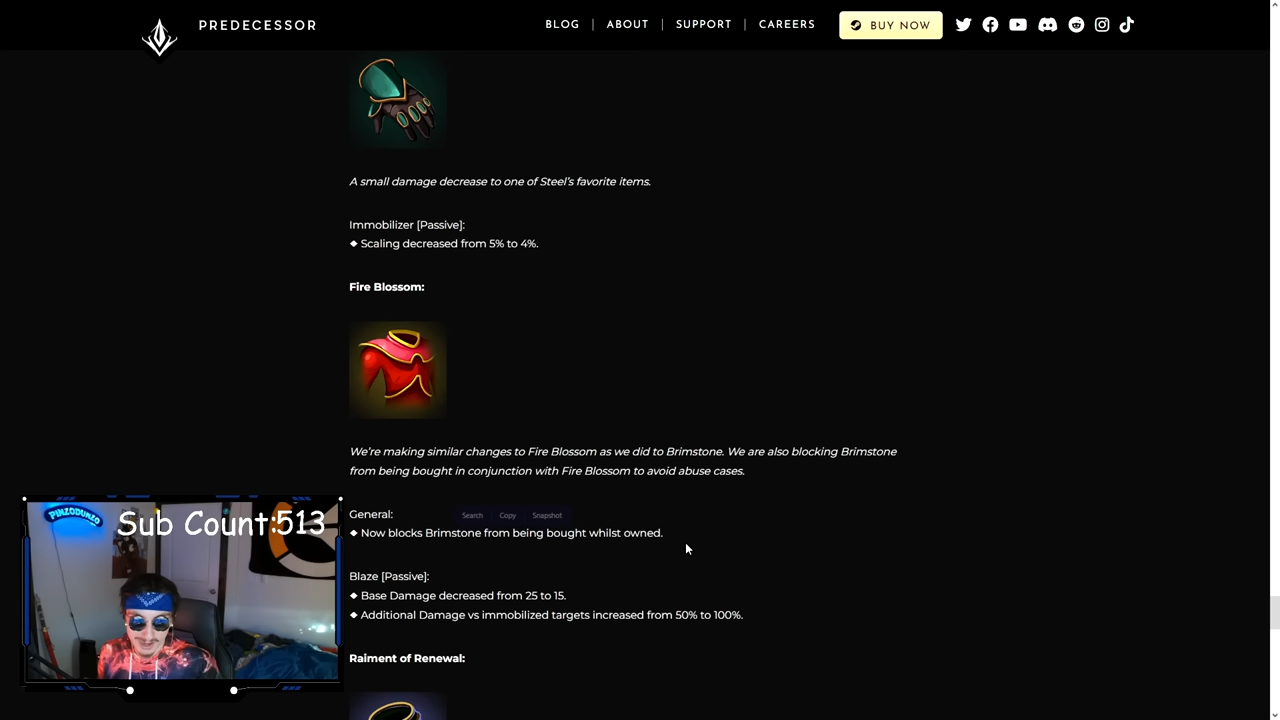 PREDECESSOR
BLOG | ABOUT | SUPPORT | CAREERS
BUY NOW
A small damage decrease to one of Steel's favorite items.
Immobilizer [Passive]:
❖ Scaling decreased from 5% to 4%.
Fire Blossom:
We're making similar changes to Fire Blossom as we did to Brimstone. We are also blocking Brimstone
from being bought in conjunction with Fire Blossom to avoid abuse cases.
General:
Search Copy Snapshot
❖ Now blocks Brimstone from being bought whilst owned.
Blaze [Passive]:
❖ Base Damage decreased from 25 to 15.
❖ Additional Damage vs immobilized targets increased from 50% to 100%.
Raiment of Renewal:
PINZODUNZO
Sub Count:513